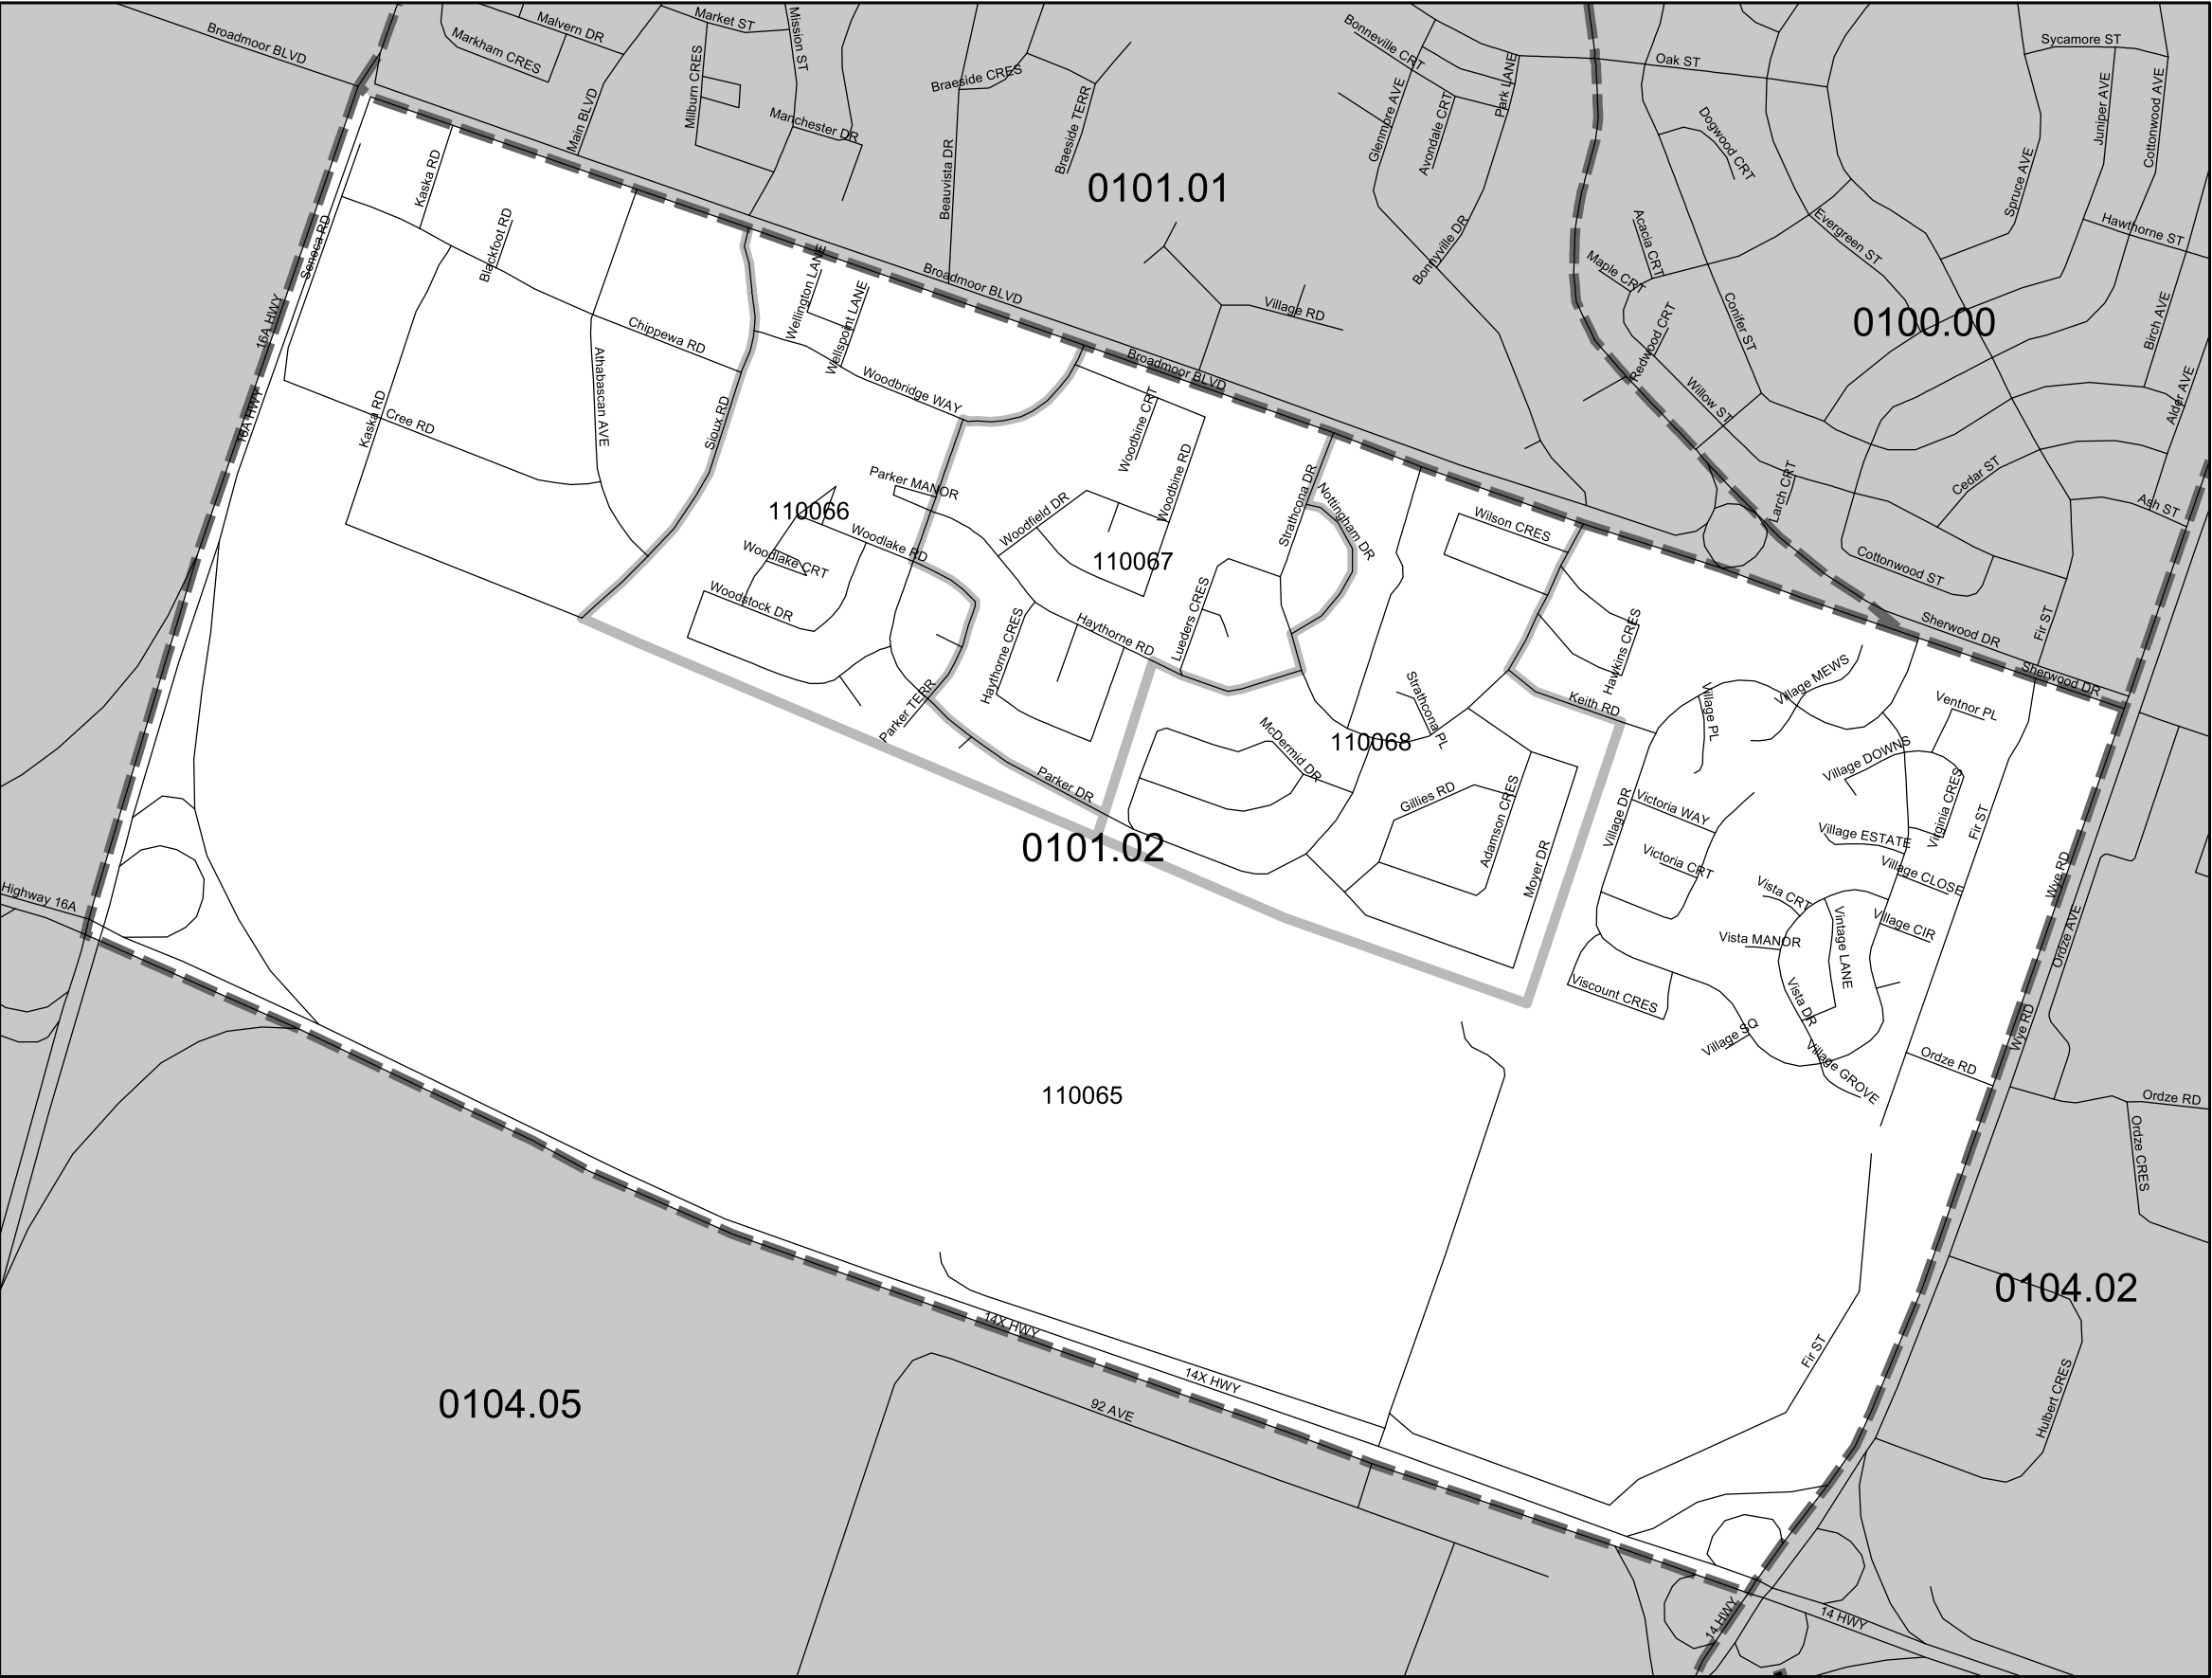 Broadmoor BLVD
Malvern DR
Markham CRES
Market ST
Mission ST
Main BLVD
Milburn CRES
Manchester DR
Braeside CRES
Braeside TERR
Beauvista DR
Bonneville CRT
Glenmore AVE
Avondale CRT
Park LANE
Bonnyville DR
Oak ST
Dogwood CRT
Acacia CRT
Maple CRT
Redwood CRT
Conifer ST
Willow ST
Evergreen ST
Spruce AVE
Sycamore ST
Juniper AVE
Cottonwood AVE
Hawthorne ST
Birch AVE
Alder AVE
Cedar ST
Ash ST
Larch CRT
Cottonwood ST
0101.01
0100.00
Village RD
Broadmoor BLVD
Broadmoor BLVD
Kaska RD
Blackfoot RD
Seneca RD
16A HWY
16A HWY
Chippewa RD
Athabascan AVE
Kaska RD
Cree RD
Sioux RD
Wellington LANE
Wellspoint LANE
Woodbridge WAY
Parker MANOR
110066
Woodlake RD
Woodlake CRT
Woodstock DR
Woodbine CRT
Woodbine RD
Woodfield DR
110067
Haythorne RD
Haythorne CRES
Parker TERR
Parker DR
Lueders CRES
Strathcona DR
Nottingham DR
Wilson CRES
Hawkins CRES
Keith RD
Strathcona PL
110068
McDermid DR
Gillies RD
Adamson CRES
Moyer DR
Sherwood DR
Sherwood DR
Fir ST
Village MEWS
Village PL
Ventnor PL
Village DOWNS
Virginia CRES
Village DR
Victoria WAY
Victoria CRT
Village ESTATE
Village CLOSE
Fir ST
Vista CRT
Village CIR
Vista MANOR
Vintage LANE
Vista DR
Viscount CRES
Village SQ
Village GROVE
Wye RD
Ordze AVE
Wye RD
Ordze RD
Ordze RD
Ordze CRES
0101.02
110065
Highway 16A
0104.05
0104.02
14X HWY
14X HWY
92 AVE
Fir ST
Hulbert CRES
14 HWY
14 HWY